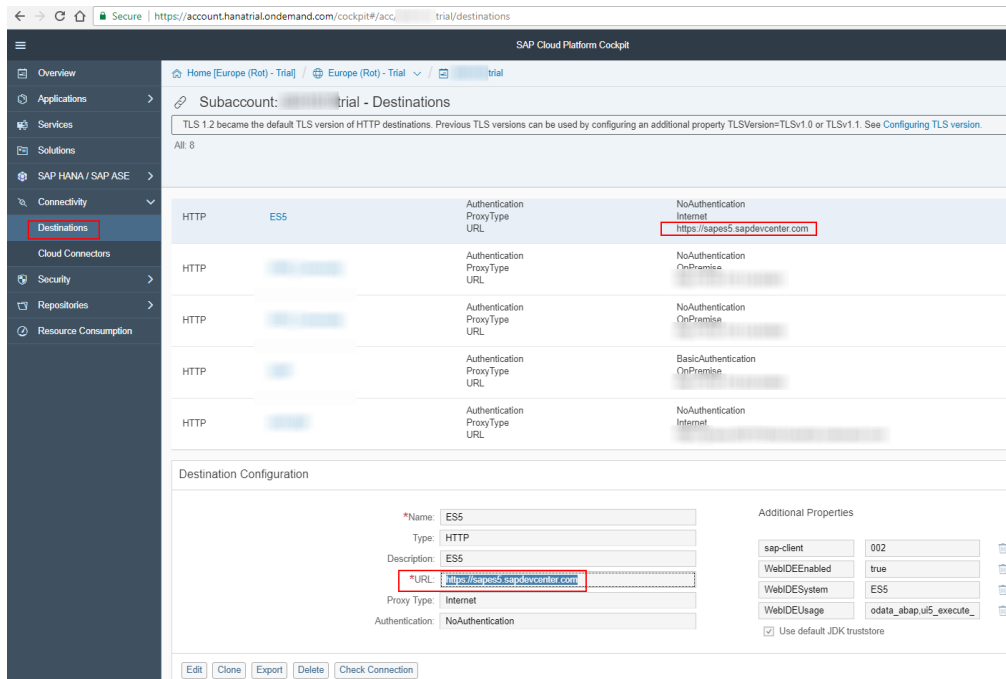 Secure | https://account.hanatrial.ondemand.com/cockpit#/acc/ trial/destinations
SAP Cloud Platform Cockpit
Overview
Applications
Services
Solutions
SAP HANA / SAP ASE
Connectivity
Destinations
Cloud Connectors
Security
Repositories
Resource Consumption
Home [Europe (Rot) - Trial] / Europe (Rot) - Trial / trial
Subaccount: trial - Destinations
TLS 1.2 became the default TLS version of HTTP destinations. Previous TLS versions can be used by configuring an additional property TLSVersion=TLSv1.0 or TLSv1.1. See Configuring TLS version.
All: 8
HTTP ES5
Authentication NoAuthentication
ProxyType Internet
URL https://sapes5.sapdevcenter.com
HTTP
Authentication NoAuthentication
ProxyType OnPremise
URL
HTTP
Authentication NoAuthentication
ProxyType OnPremise
URL
HTTP
Authentication BasicAuthentication
ProxyType OnPremise
URL
HTTP
Authentication NoAuthentication
ProxyType Internet
URL
Destination Configuration
*Name: ES5
Type: HTTP
Description: ES5
*URL: https://sapes5.sapdevcenter.com
Proxy Type: Internet
Authentication: NoAuthentication
Additional Properties
sap-client 002
WebIDEEnabled true
WebIDESystem ES5
WebIDEUsage odata_abap,ui5_execute_
Use default JDK truststore
Edit Clone Export Delete Check Connection